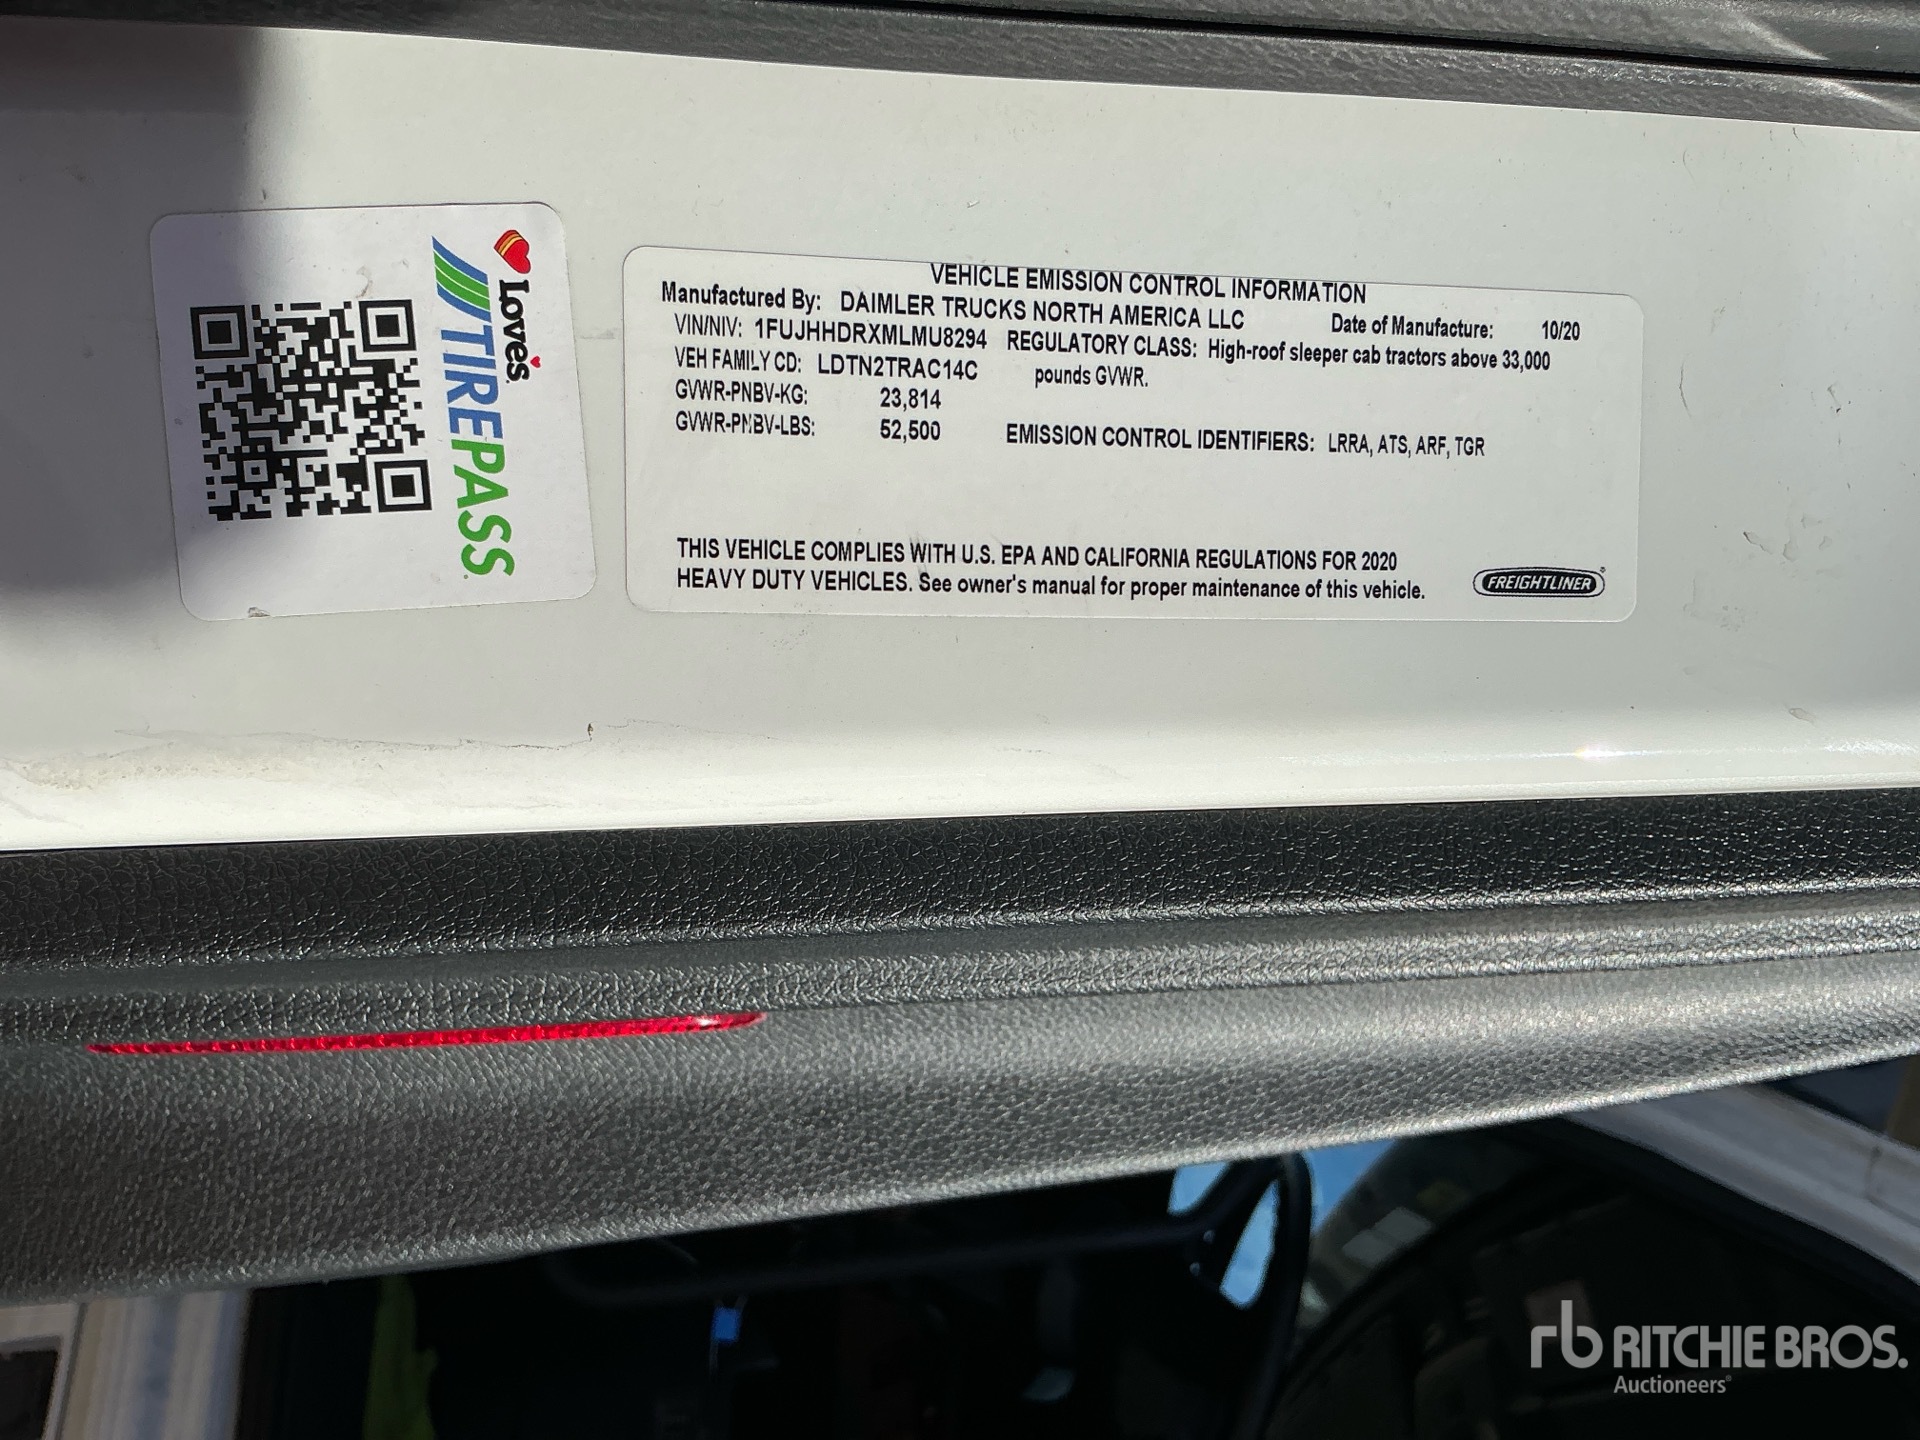 Love's
TIREPASS
VEHICLE EMISSION CONTROL INFORMATION
Manufactured By: DAIMLER TRUCKS NORTH AMERICA LLC Date of Manufacture: 10/20
VIN/NIV: 1FUJHHDRXMLMU8294 REGULATORY CLASS: High-roof sleeper cab tractors above 33,000
VEH FAMILY CD: LDTN2TRAC14C pounds GVWR.
GVWR-PNBV-KG: 23,814
GVWR-PNBV-LBS: 52,500 EMISSION CONTROL IDENTIFIERS: LRRA, ATS, ARF, TGR
THIS VEHICLE COMPLIES WITH U.S. EPA AND CALIFORNIA REGULATIONS FOR 2020
HEAVY DUTY VEHICLES. See owner's manual for proper maintenance of this vehicle.
FREIGHTLINER®
rb RITCHIE BROS.
Auctioneers®